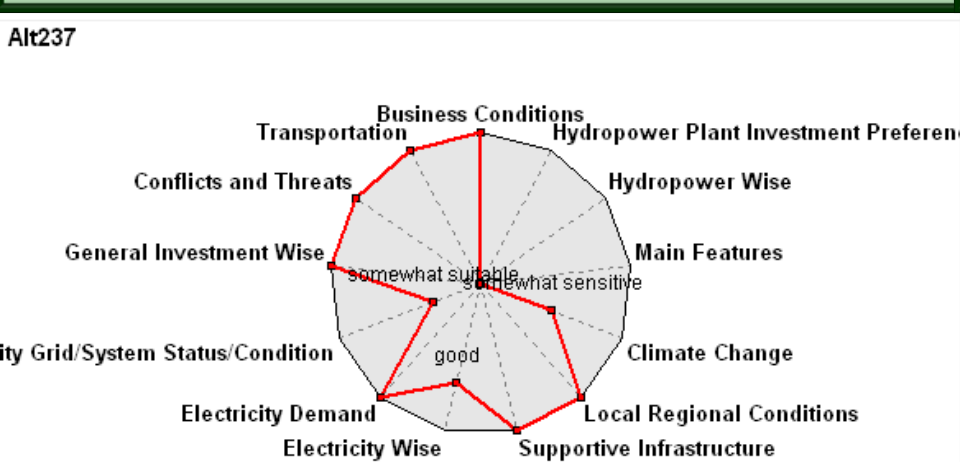 Alt237
Business Conditions
Transportation
Hydropower Plant Investment Preferen
Conflicts and Threats
Hydropower Wise
General Investment Wise
Main Features
somewhat suitable
somewhat sensitive
ity Grid/System Status/Condition
good
Climate Change
Electricity Demand
Local Regional Conditions
Electricity Wise
Supportive Infrastructure